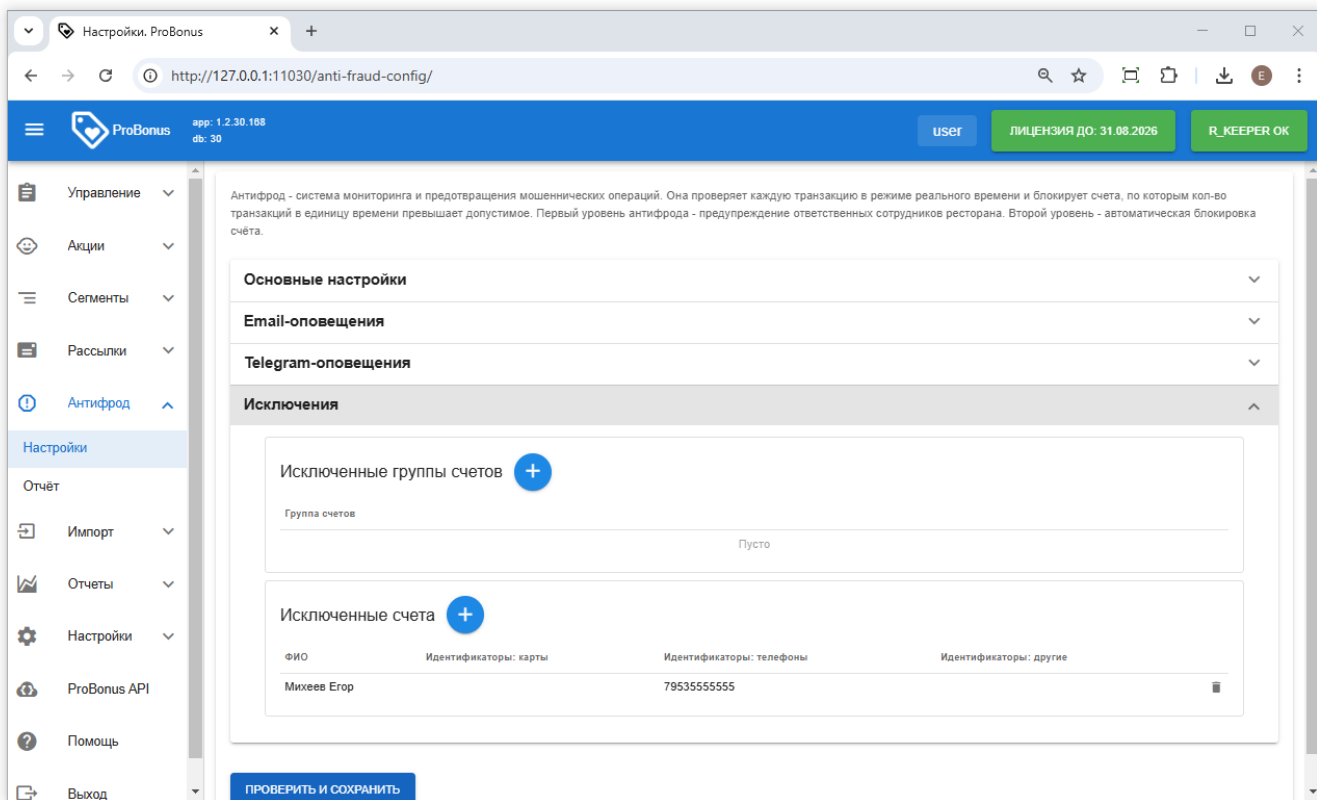 Настройки. ProBonus
http://127.0.0.1:11030/anti-fraud-config/
E
ProBonus
app: 1.2.30.168
db: 30
user
ЛИЦЕНЗИЯ ДО: 31.08.2026
R_KEEPER OK
Управление
Акции
Сегменты
Рассылки
Антифрод
Настройки
Отчёт
Импорт
Отчеты
Настройки
ProBonus API
Помощь
Выход
Антифрод - система мониторинга и предотвращения мошеннических операций. Она проверяет каждую транзакцию в режиме реального времени и блокирует счета, по которым кол-во
транзакций в единицу времени превышает допустимое. Первый уровень антифрода - предупреждение ответственных сотрудников ресторана. Второй уровень - автоматическая блокировка
счёта.
Основные настройки
Email-оповещения
Telegram-оповещения
Исключения
Исключенные группы счетов
Группа счетов
Пусто
Исключенные счета
ФИО Идентификаторы: карты Идентификаторы: телефоны Идентификаторы: другие
Михеев Егор 79535555555
ПРОВЕРИТЬ И СОХРАНИТЬ